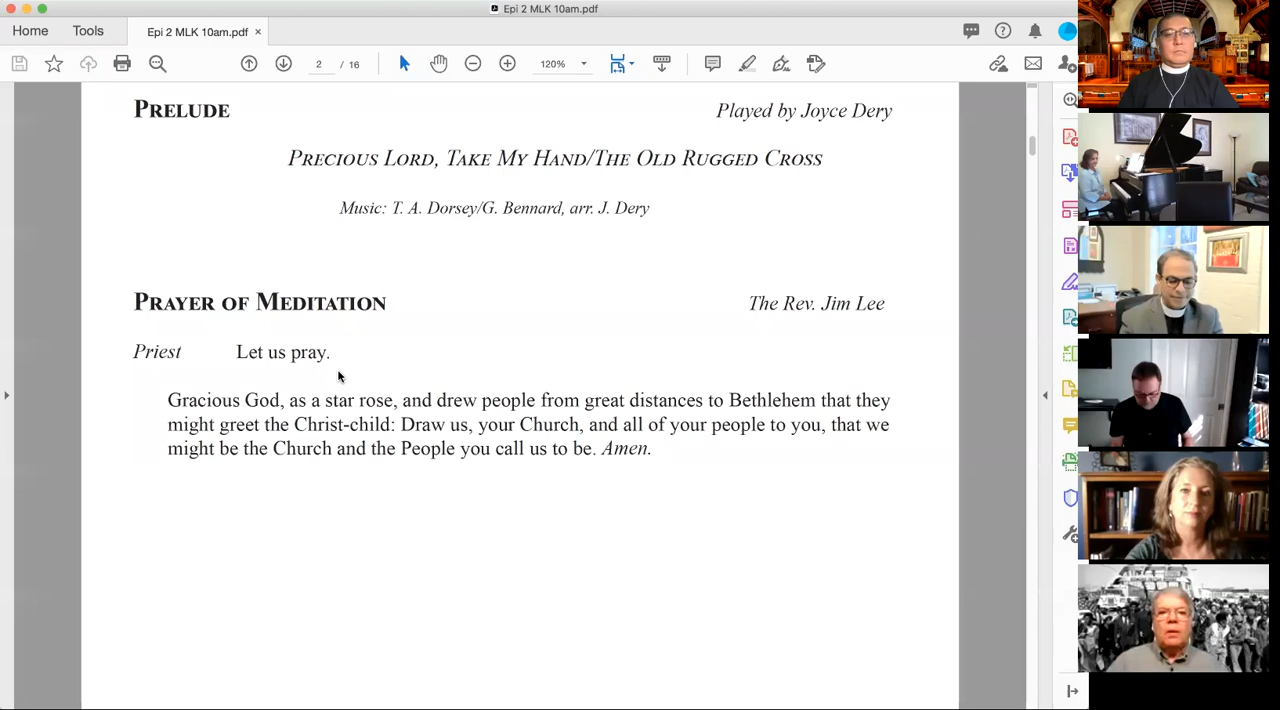 Epi 2 MLK 10am.pdf
Home
Tools
Epi 2 MLK 10am.pdf ×
2 / 16
120%
PRELUDE
Played by Joyce Dery
PRECIOUS LORD, TAKE MY HAND/THE OLD RUGGED CROSS
Music: T. A. Dorsey/G. Bennard, arr. J. Dery
PRAYER OF MEDITATION
The Rev. Jim Lee
Priest Let us pray.
Gracious God, as a star rose, and drew people from great distances to Bethlehem that they
might greet the Christ-child: Draw us, your Church, and all of your people to you, that we
might be the Church and the People you call us to be. Amen.